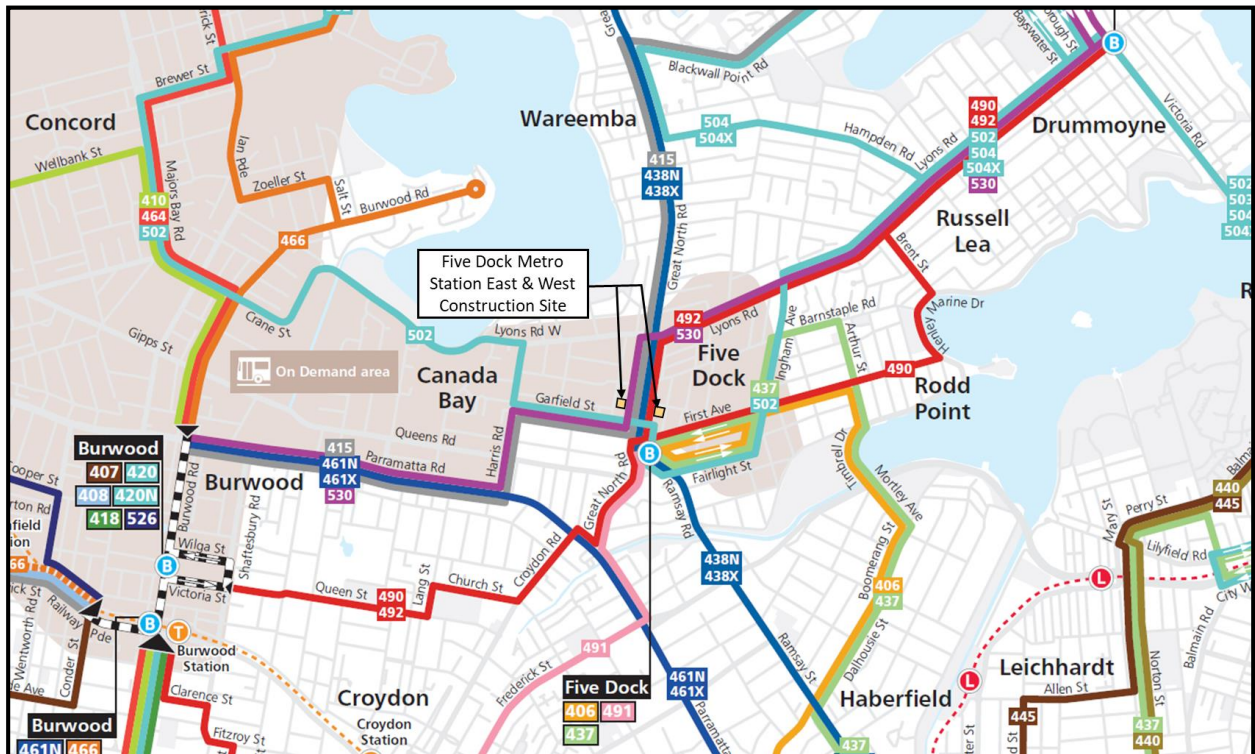 Brewer St
Concord
Wellbank St
Majors Bay Rd
Ian Pde
Zoeller St
Salt St
Burwood Rd
410
464
502
466
Gipps St
Crane St
502
Lyons Rd W
On Demand area
Canada
Bay
Five Dock Metro
Station East & West
Construction Site
Wareemba
Blackwall Point Rd
504
504X
415
438N
438X
Great North Rd
Hampden Rd
Lyons Rd
490
492
502
504
504X
530
Bayswater St
Drummoyne
B
Victoria Rd
Russell
Lea
Brent St
Henley Marine Dr
492
530
Lyons Rd
Ingham Ave
Barnstaple Rd
Arthur St
Five
Dock
437
502
490
Rodd
Point
First Ave
Fairlight St
Garfield St
Queens Rd
Harris Rd
415
461N
461X
530
Parramatta Rd
Burwood
407 420
408 420N
418 526
Burwood
Burwood Rd
Shaftesbury Rd
Wilga St
B
Victoria St
B
T
Burwood
Station
Railway Pde
Wentworth Rd
Conder St
Clarence St
Fitzroy St
Burwood
461N 466
Queen St
490
492
Lang St
Church St
Croydon Rd
Great North Rd
B
Ramsay Rd
438N
438X
Timbrell Dr
Mortley Ave
Boomerang St
406
437
Dalhousie St
Ramsay St
Haberfield
437
491
Frederick St
Croydon
Croydon
Station
Five Dock
406 491
437
461N
461X
Parramatta
Mary St
Perry St
440
445
Lilyfield Rd
L
City W
Balmain Rd
Leichhardt
L
Allen St
445
Norton St
437
440